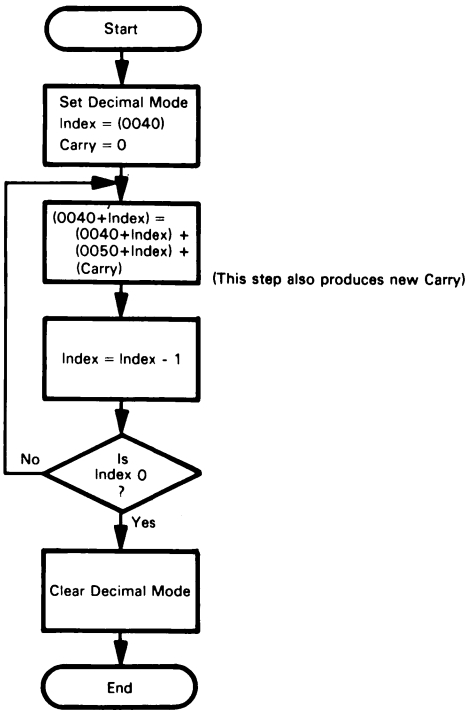 Start
Set Decimal Mode
Index = (0040)
Carry = 0
(0040+Index) =
(0040+Index) +
(0050+Index) +
(Carry)
(This step also produces new Carry)
Index = Index - 1
Is
Index 0
?
No
Yes
Clear Decimal Mode
End